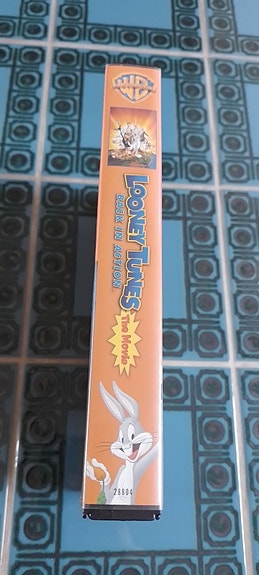 WB
LOONEY TUNES
The Movie
BACK IN ACTION
28804